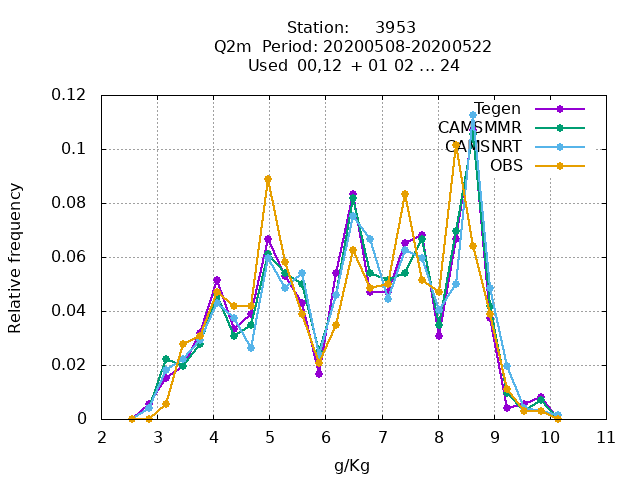 Station:     3953
Q2m  Period: 20200508-20200522
Used  00,12  + 01 02 ... 24
Tegen
CAMSMMR
CAMSNRT
OBS
0.12
0.1
0.08
0.06
0.04
0.02
0
Relative frequency
2 3 4 5 6 7 8 9 10 11
g/Kg